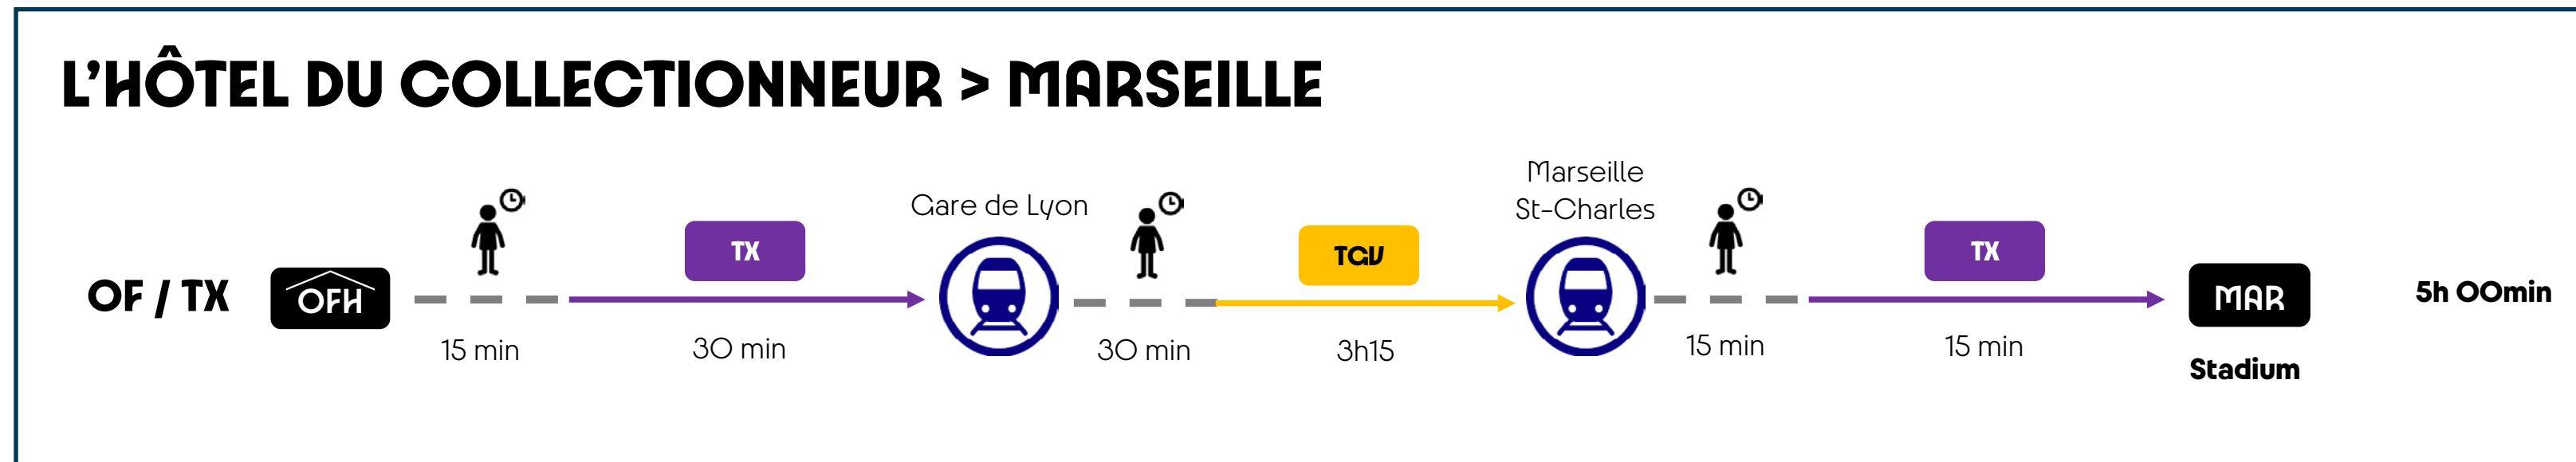 L'HÔTEL DU COLLECTIONNEUR > MARSEILLE
OF / TX
OFH
15 min
TX
30 min
Gare de Lyon
30 min
TGV
3h15
Marseille
St-Charles
15 min
TX
15 min
MAR
Stadium
5h 00min